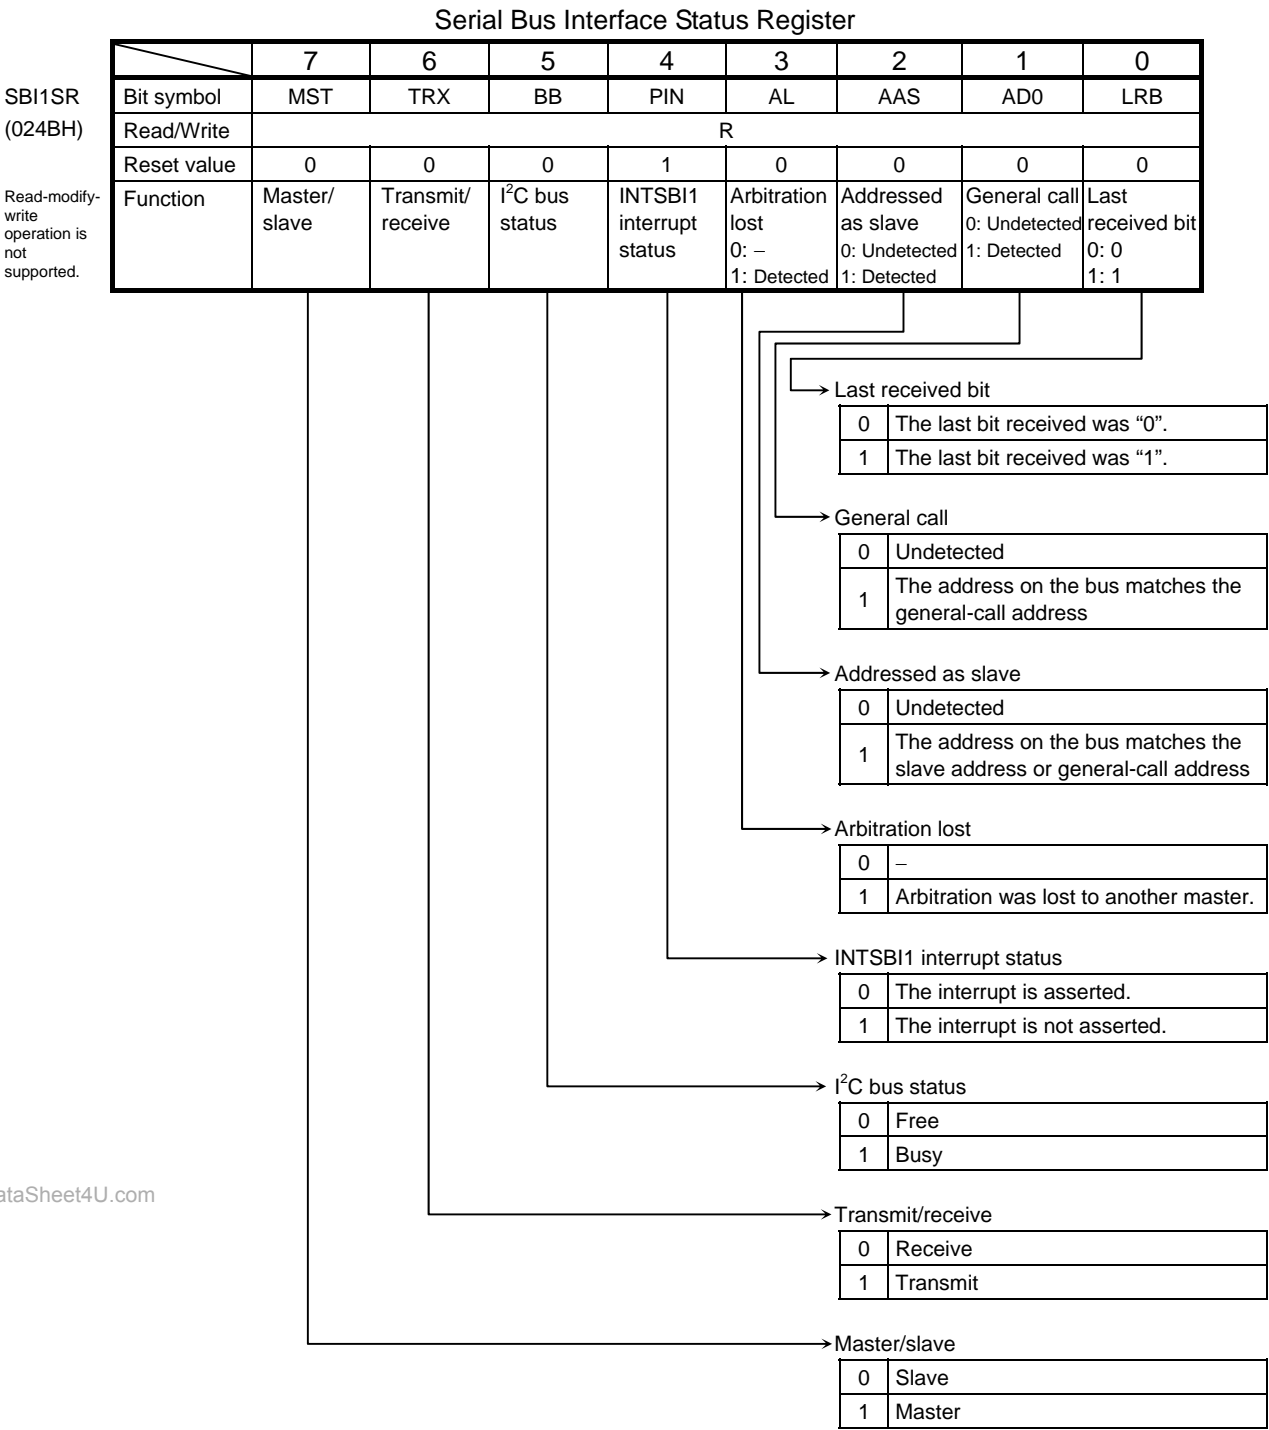 Serial Bus Interface Status Register
7 6 5 4 3 2 1 0
SBI1SR
(024BH)
Bit symbol MST TRX BB PIN AL AAS AD0 LRB
Read/Write R
Reset value 0 0 0 1 0 0 0 0
Read-modify-
write
operation is
not
supported.
Function
Master/
slave
Transmit/
receive
I²C bus
status
INTSBI1
interrupt
status
Arbitration
lost
0: –
1: Detected
Addressed
as slave
0: Undetected
1: Detected
General call
0: Undetected
1: Detected
Last
received bit
0: 0
1: 1
Last received bit
0 The last bit received was “0”.
1 The last bit received was “1”.
General call
0 Undetected
1 The address on the bus matches the
general-call address
Addressed as slave
0 Undetected
1 The address on the bus matches the
slave address or general-call address
Arbitration lost
0 –
1 Arbitration was lost to another master.
INTSBI1 interrupt status
0 The interrupt is asserted.
1 The interrupt is not asserted.
I²C bus status
0 Free
1 Busy
ataSheet4U.com
Transmit/receive
0 Receive
1 Transmit
Master/slave
0 Slave
1 Master